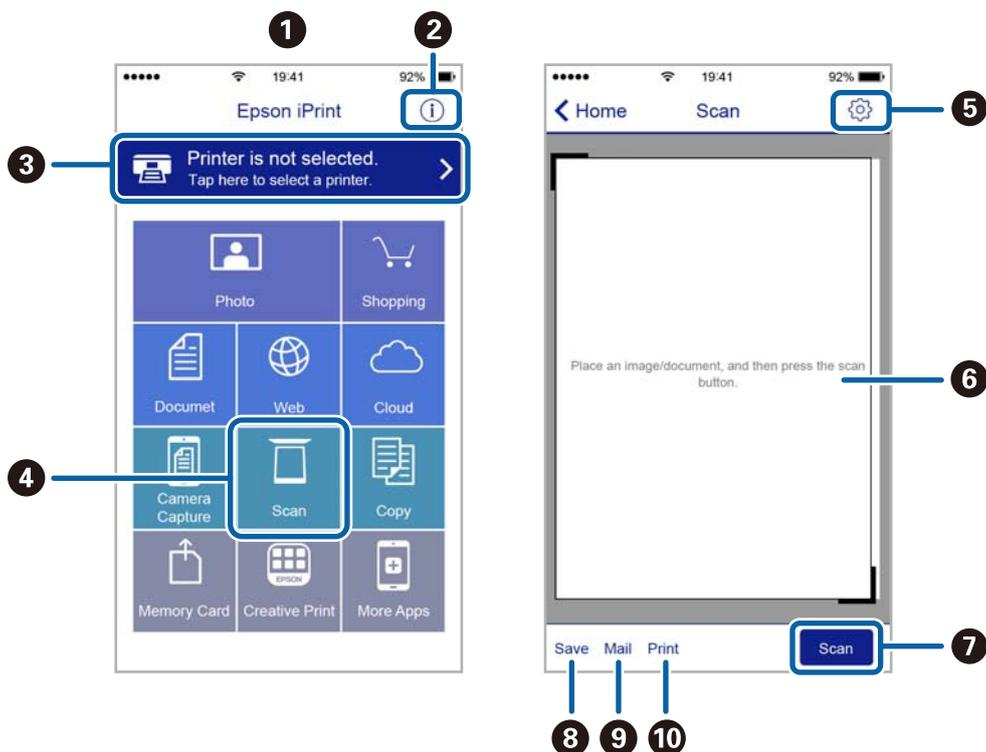 1
2
19:41
92%
Epson iPrint
i
3
Printer is not selected.
Tap here to select a printer.
Photo
Shopping
Documet
Web
Cloud
4
Camera
Capture
Scan
Copy
EPSON
Memory Card
Creative Print
More Apps
19:41
92%
Home
Scan
5
Place an image/document, and then press the scan
button.
6
Save
Mail
Print
Scan
7
8
9
10